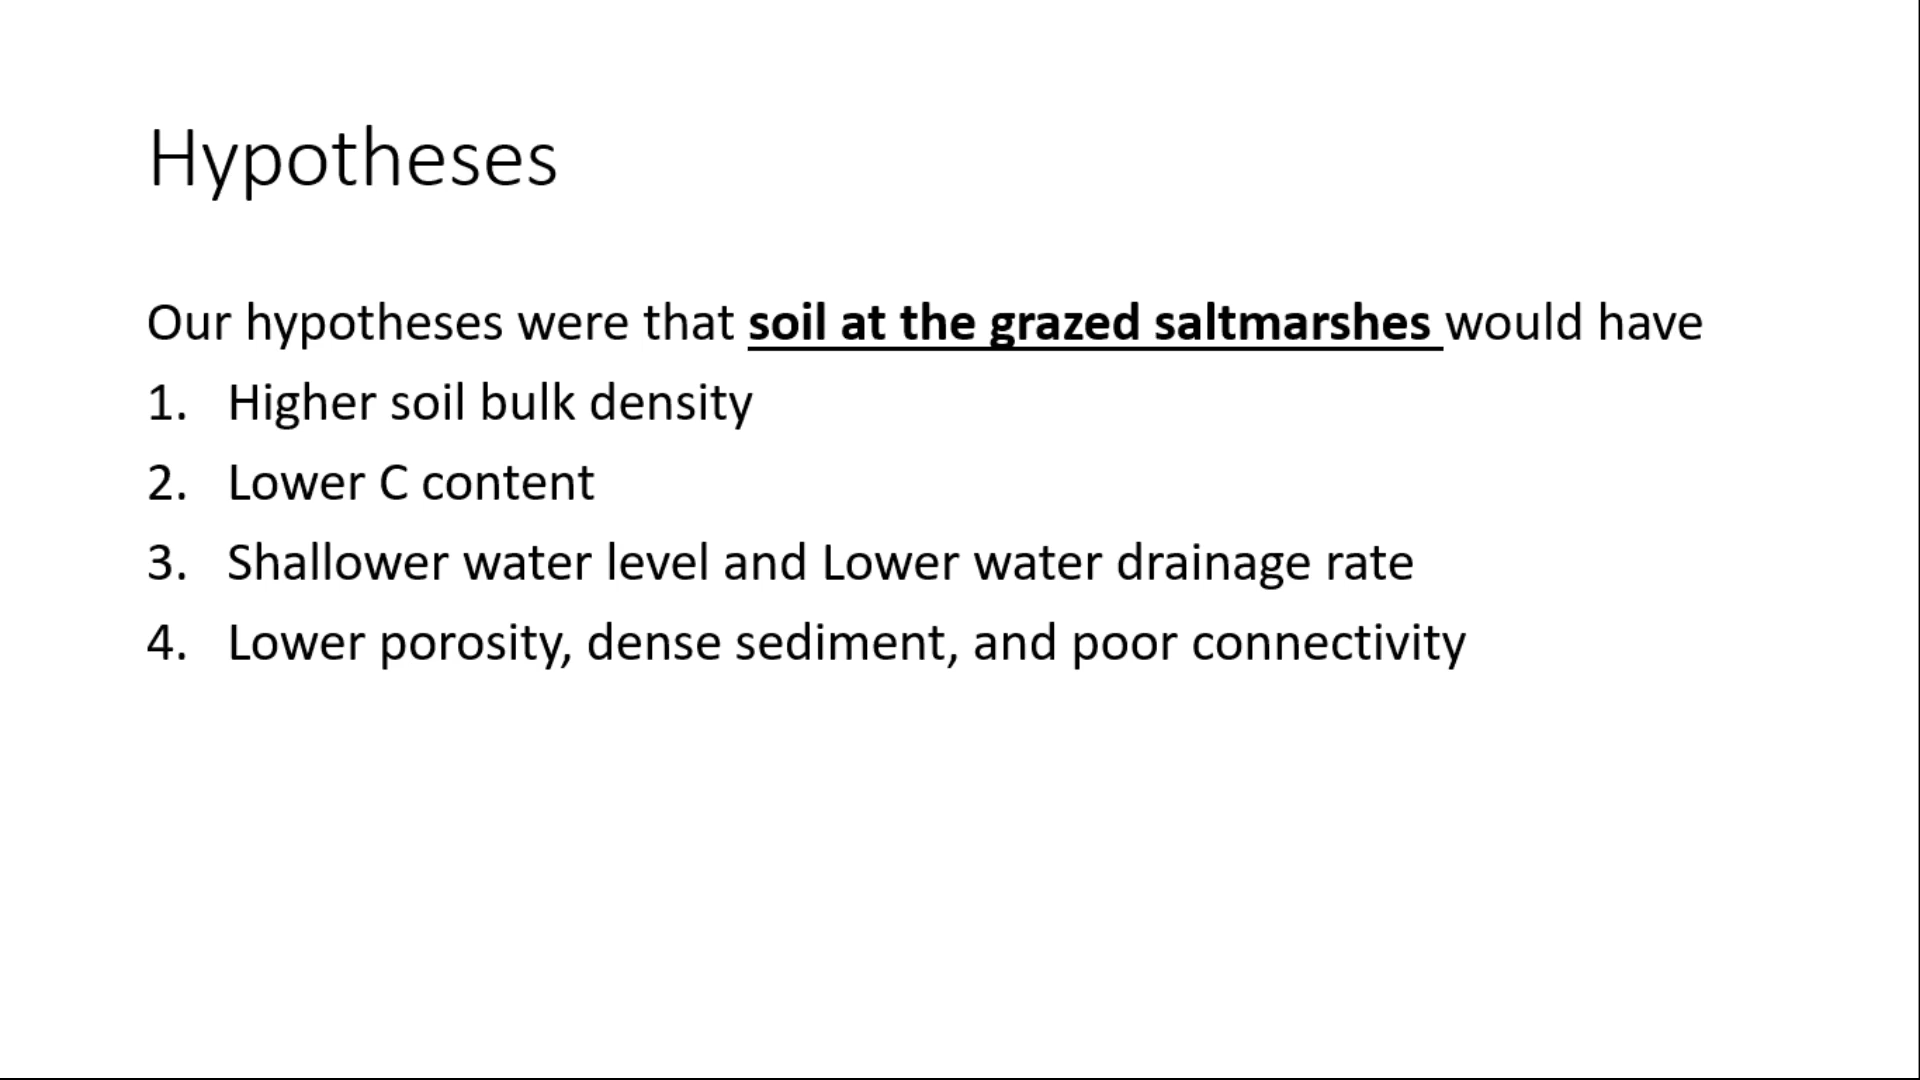 Hypotheses
Our hypotheses were that soil at the grazed saltmarshes would have
1. Higher soil bulk density
2. Lower C content
3. Shallower water level and Lower water drainage rate
4. Lower porosity, dense sediment, and poor connectivity